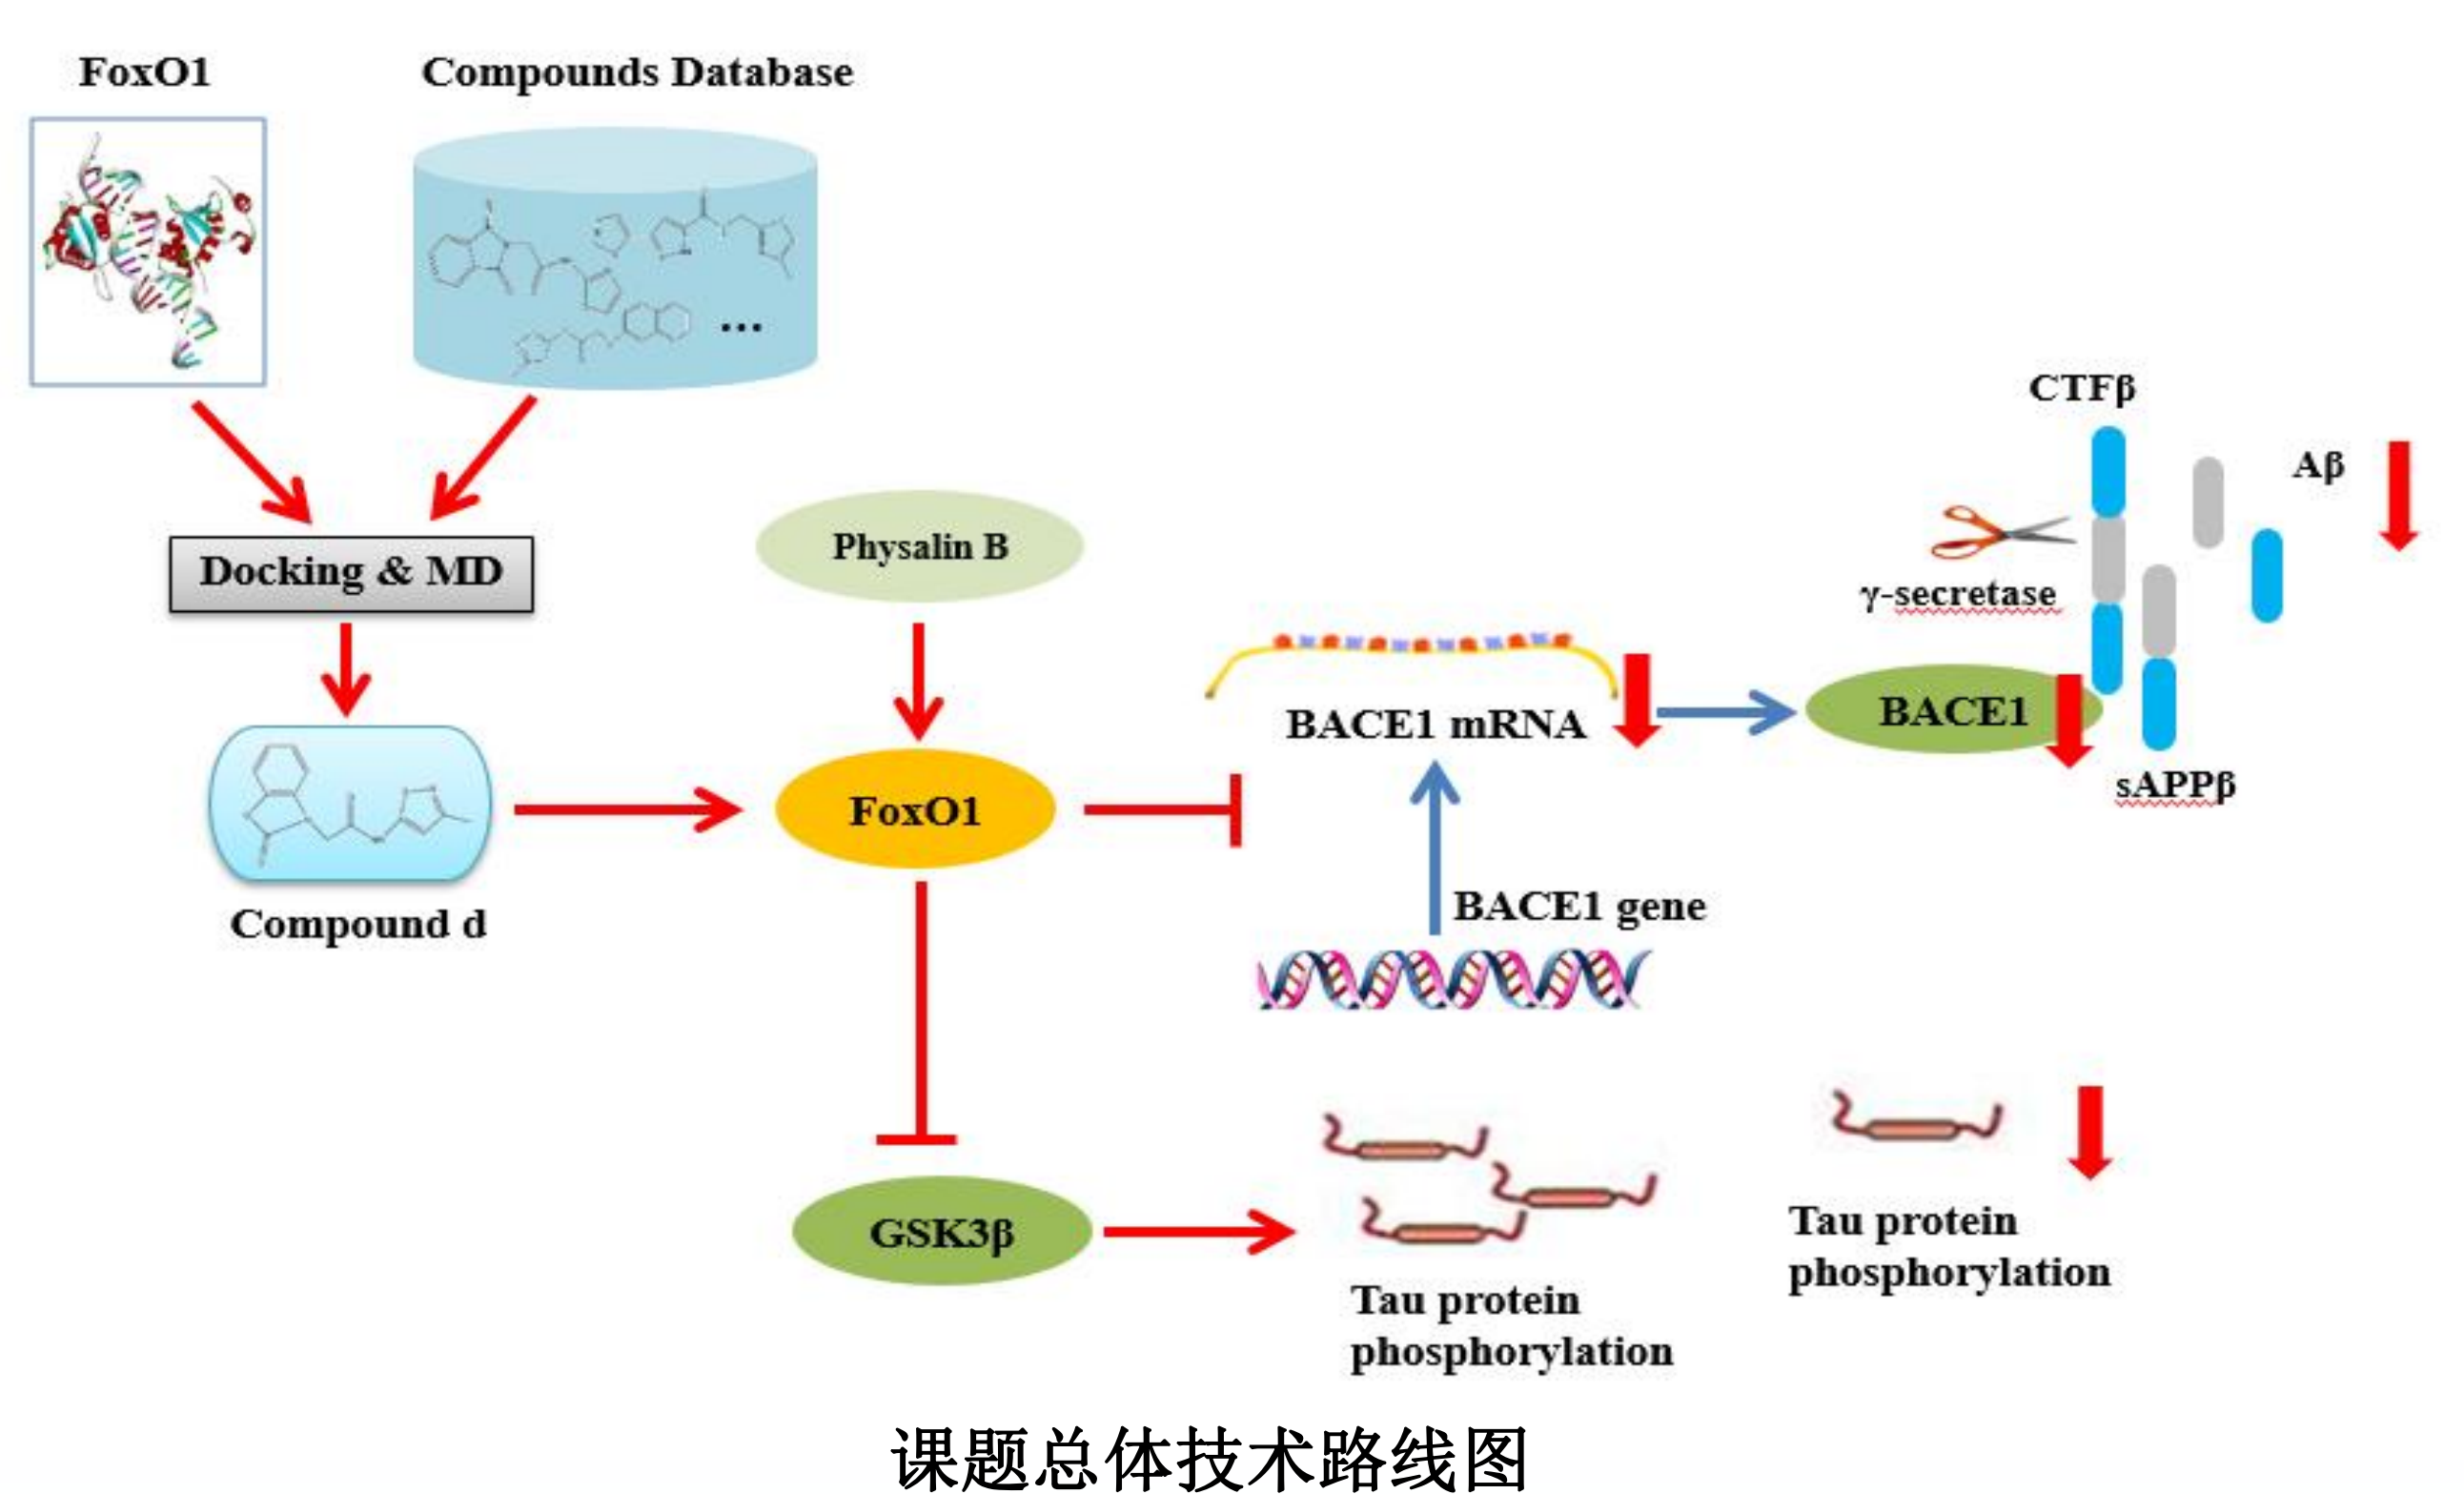 FoxO1
Compounds Database
...
Docking & MD
Compound d
Physalin B
FoxO1
BACE1 mRNA
BACE1 gene
BACE1
CTFβ
Aβ
γ-secretase
sAPPβ
GSK3β
Tau protein
phosphorylation
Tau protein
phosphorylation
课题总体技术路线图